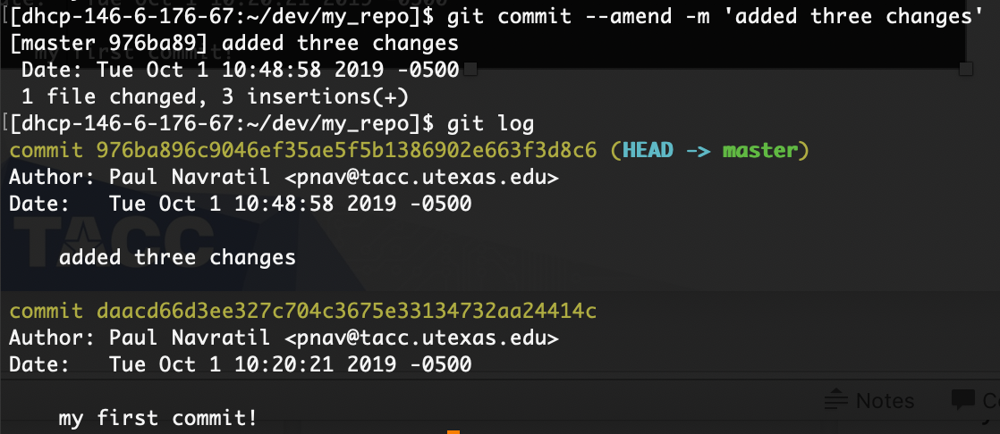 [dhcp-146-6-176-67:~/dev/my_repo]$ git commit --amend -m 'added three changes'
[master 976ba89] added three changes
my first commit!
Date: Tue Oct 1 10:48:58 2019 -0500
1 file changed, 3 insertions(+)
[dhcp-146-6-176-67:~/dev/my_repo]$ git log
commit 976ba896c9046ef35ae5f5b1386902e663f3d8c6 (HEAD -> master)
Author: Paul Navratil <pnav@tacc.utexas.edu>
Date:   Tue Oct 1 10:48:58 2019 -0500
TACC
added three changes
commit daacd66d3ee327c704c3675e33134732aa24414c
Author: Paul Navratil <pnav@tacc.utexas.edu>
Date:   Tue Oct 1 10:20:21 2019 -0500
Notes
my first commit!